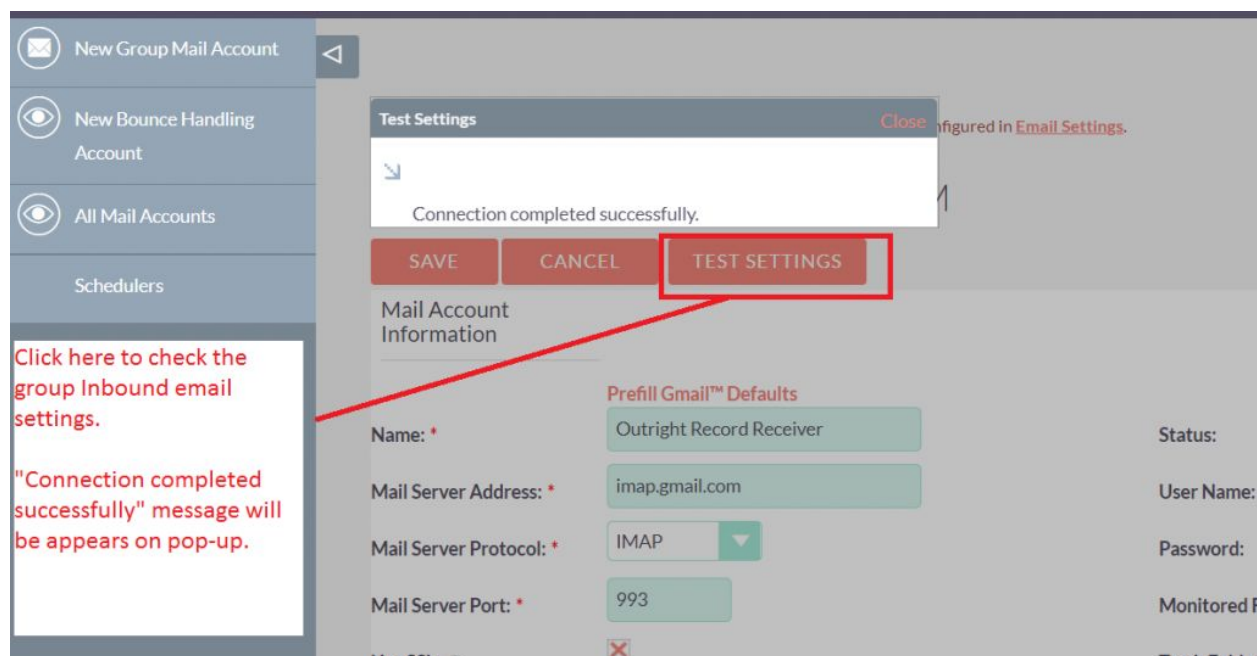 New Group Mail Account
New Bounce Handling
Account
All Mail Accounts
Schedulers
Click here to check the
group Inbound email
settings.
"Connection completed
successfully" message will
be appears on pop-up.
Test Settings
Close
nfigured in Email Settings.
Connection completed successfully.
SAVE
CANCEL
TEST SETTINGS
Mail Account
Information
Prefill Gmail™ Defaults
Name: *
Outright Record Receiver
Status:
Mail Server Address: *
imap.gmail.com
User Name:
Mail Server Protocol: *
IMAP
Password:
Mail Server Port: *
993
Monitored F